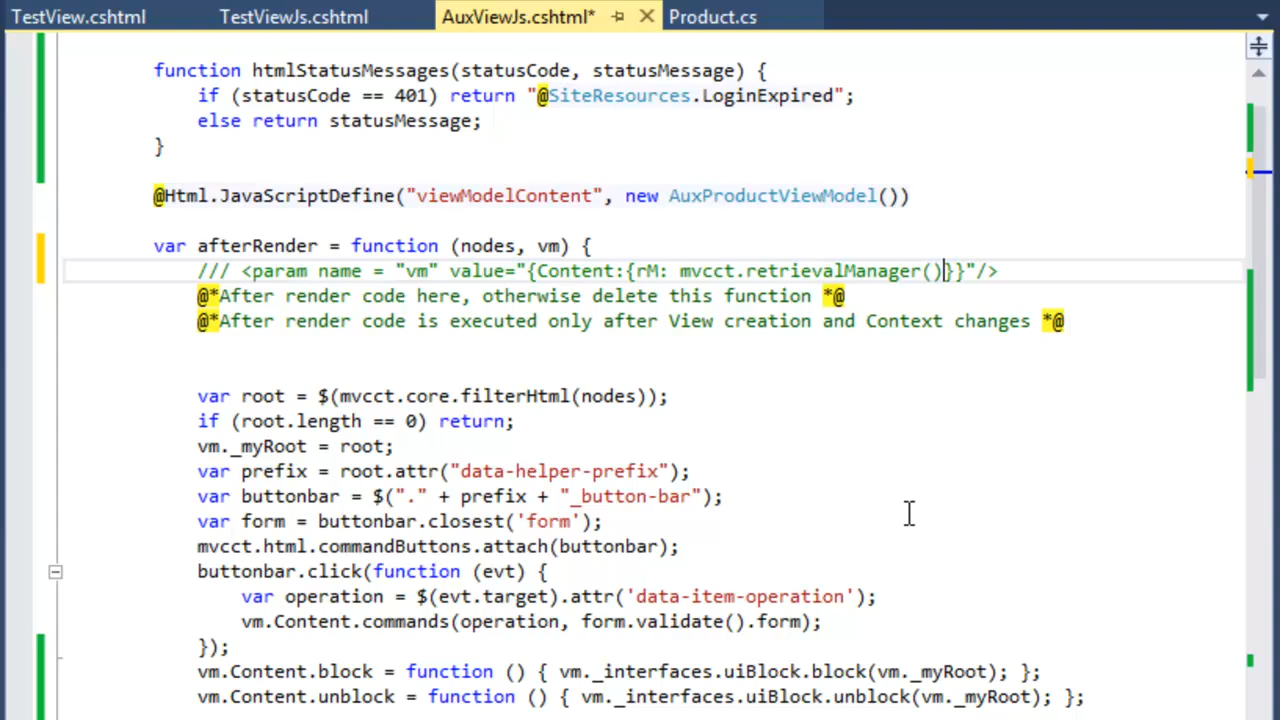 TestView.cshtml TestViewJs.cshtml AuxViewJs.cshtml* Product.cs
function htmlStatusMessages(statusCode, statusMessage) {
if (statusCode == 401) return "@SiteResources.LoginExpired";
else return statusMessage;
}
@Html.JavaScriptDefine("viewModelContent", new AuxProductViewModel())
var afterRender = function (nodes, vm) {
/// <param name = "vm" value="{Content:{rM: mvcct.retrievalManager()}}"/>
@*After render code here, otherwise delete this function *@
@*After render code is executed only after View creation and Context changes *@
var root = $(mvcct.core.filterHtml(nodes));
if (root.length == 0) return;
vm._myRoot = root;
var prefix = root.attr("data-helper-prefix");
var buttonbar = $("." + prefix + "_button-bar");
var form = buttonbar.closest('form');
mvcct.html.commandButtons.attach(buttonbar);
buttonbar.click(function (evt) {
var operation = $(evt.target).attr('data-item-operation');
vm.Content.commands(operation, form.validate().form);
});
vm.Content.block = function () { vm._interfaces.uiBlock.block(vm._myRoot); };
vm.Content.unblock = function () { vm._interfaces.uiBlock.unblock(vm._myRoot); };